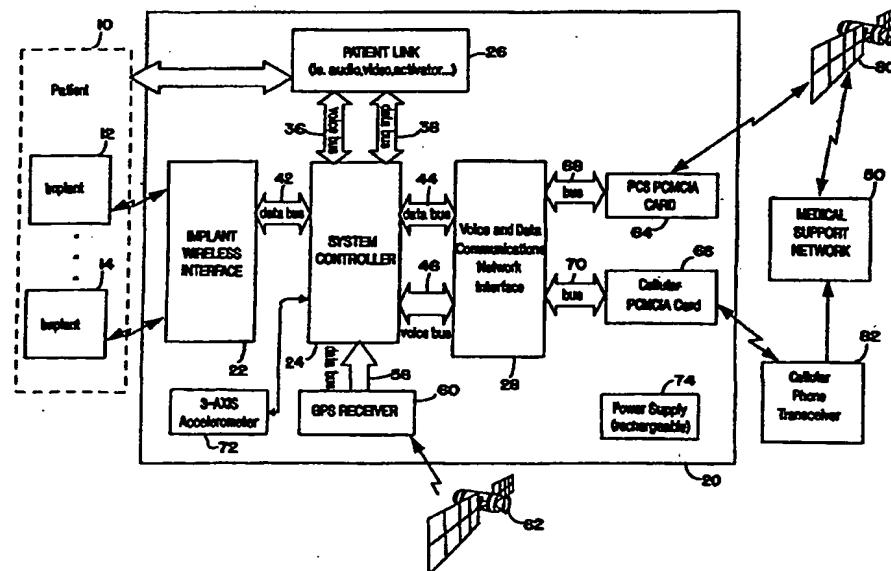 10
Patient
12
Implant
14
Implant
PATIENT LINK
(ie. audio,video,activator....)
26
36
voice bus
data bus
38
80
42
data bus
44
data bus
68
bus
PCS PCMCIA
CARD
64
50
MEDICAL
SUPPORT
NETWORK
IMPLANT
WIRELESS
INTERFACE
22
SYSTEM
CONTROLLER
24
Voice and Data
Communications
Network
Interface
28
46
voice bus
70
bus
66
Cellular
PCMCIA Card
82
Cellular
Phone
Transceiver
data bus
56
3-AXIS
Accelerometer
72
GPS RECEIVER
60
74
Power Supply
(rechargeable)
20
62